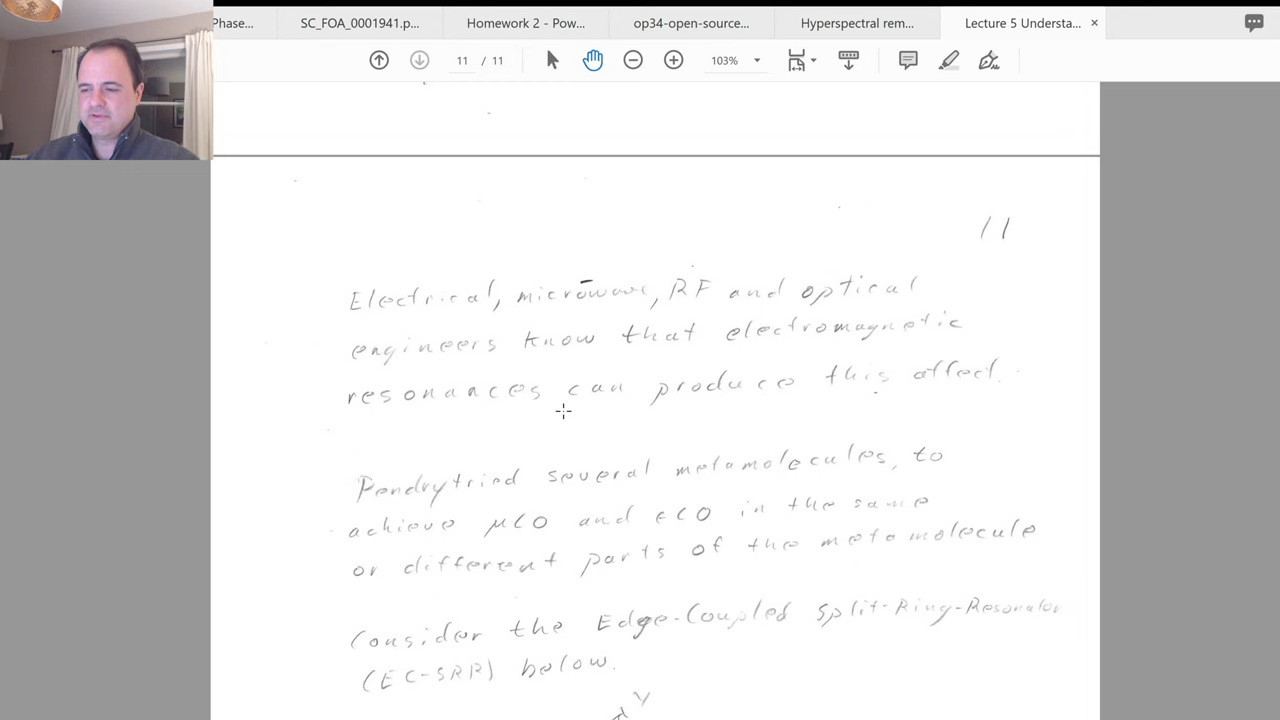 Phase...
SC_FOA_0001941.p...
Homework 2 - Pow...
op34-open-source...
Hyperspectral rem...
Lecture 5 Understa...
11 / 11
103%
11
Electrical, microwave, RF and optical
engineers know that electromagnetic
resonances can produce this affect.
Pendry tried several metamolecules, to
achieve μ<0 and ε<0 in the same
or different parts of the metamolecule
Consider the Edge-Coupled Split-Ring-Resonator
(EC-SRR) below.
y